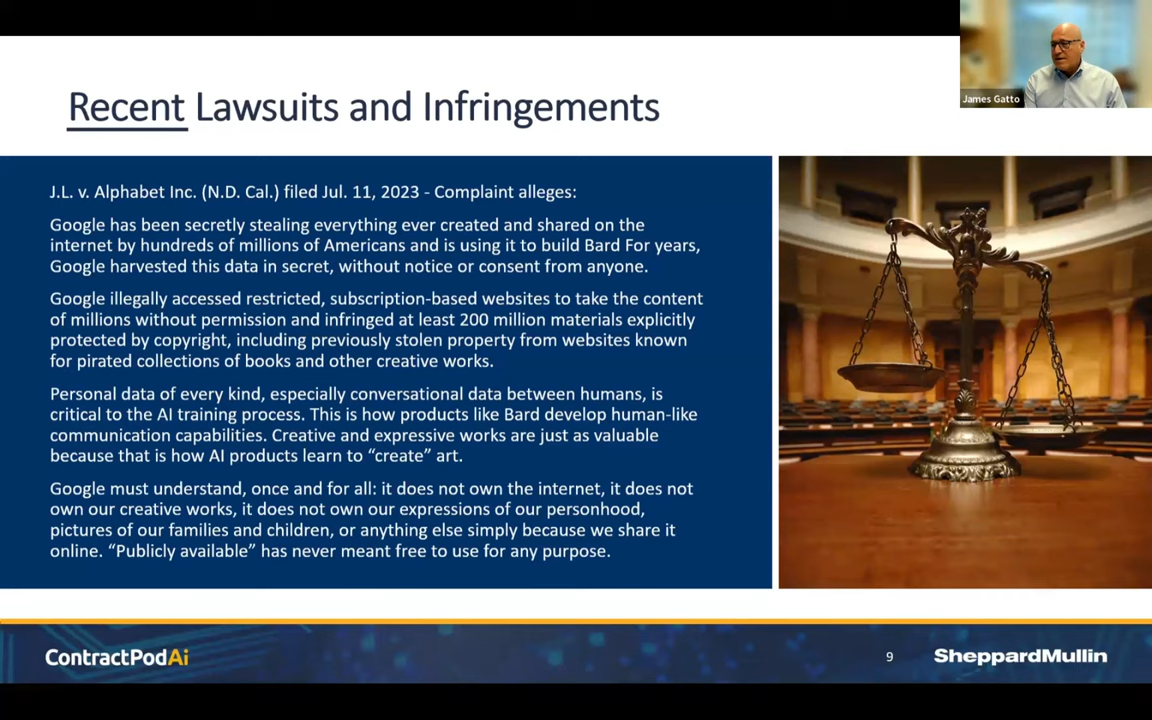 James Gatto
Recent Lawsuits and Infringements
J.L. v. Alphabet Inc. (N.D. Cal.) filed Jul. 11, 2023 - Complaint alleges:
Google has been secretly stealing everything ever created and shared on the
internet by hundreds of millions of Americans and is using it to build Bard For years,
Google harvested this data in secret, without notice or consent from anyone.
Google illegally accessed restricted, subscription-based websites to take the content
of millions without permission and infringed at least 200 million materials explicitly
protected by copyright, including previously stolen property from websites known
for pirated collections of books and other creative works.
Personal data of every kind, especially conversational data between humans, is
critical to the AI training process. This is how products like Bard develop human-like
communication capabilities. Creative and expressive works are just as valuable
because that is how AI products learn to “create” art.
Google must understand, once and for all: it does not own the internet, it does not
own our creative works, it does not own our expressions of our personhood,
pictures of our families and children, or anything else simply because we share it
online. “Publicly available” has never meant free to use for any purpose.
ContractPodAi
9
SheppardMullin